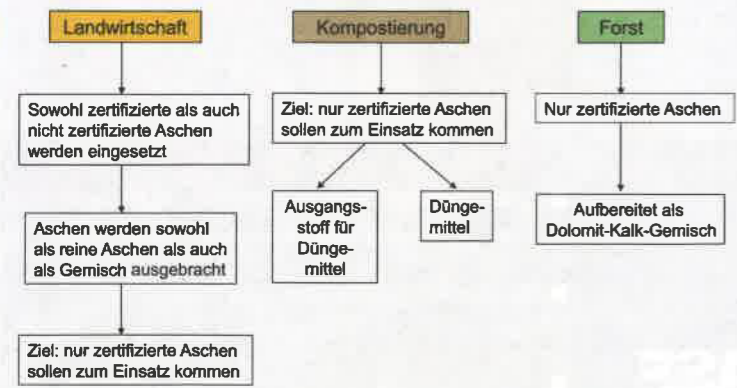 Landwirtschaft
Sowohl zertifizierte als auch
nicht zertifizierte Aschen
werden eingesetzt
Aschen werden sowohl
als reine Aschen als auch
als Gemisch ausgebracht
Ziel: nur zertifizierte Aschen
sollen zum Einsatz kommen
Kompostierung
Ziel: nur zertifizierte Aschen
sollen zum Einsatz kommen
Ausgangs-
stoff für
Dünge-
mittel
Dünge-
mittel
Forst
Nur zertifizierte Aschen
Aufbereitet als
Dolomit-Kalk-Gemisch